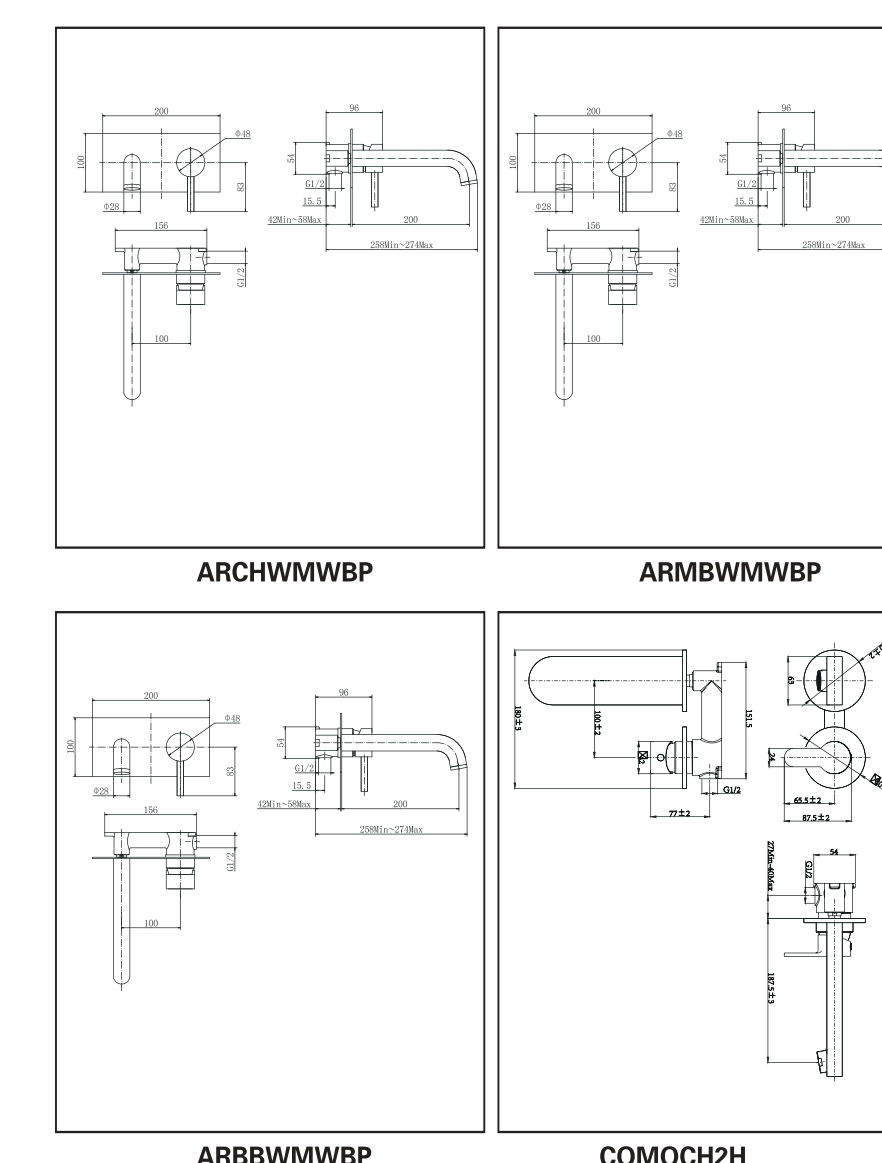 200
96
Φ48
100
54
83
G1/2
15.5
Φ28
42Min~58Max
200
156
258Min~274Max
G1/2
100
ARCHWMWBP
200
96
Φ48
100
54
83
G1/2
15.5
Φ28
42Min~58Max
200
156
258Min~274Max
G1/2
100
ARMBWMWBP
200
96
Φ48
100
54
83
G1/2
15.5
Φ28
42Min~58Max
200
156
258Min~274Max
G1/2
100
ARBBWMWBP
63
180±3
100±2
151.5
24
G1/2
65.5±2
77±2
87.5±2
27Min-40Max
54
G1/2
187.5±3
COMOCH2H